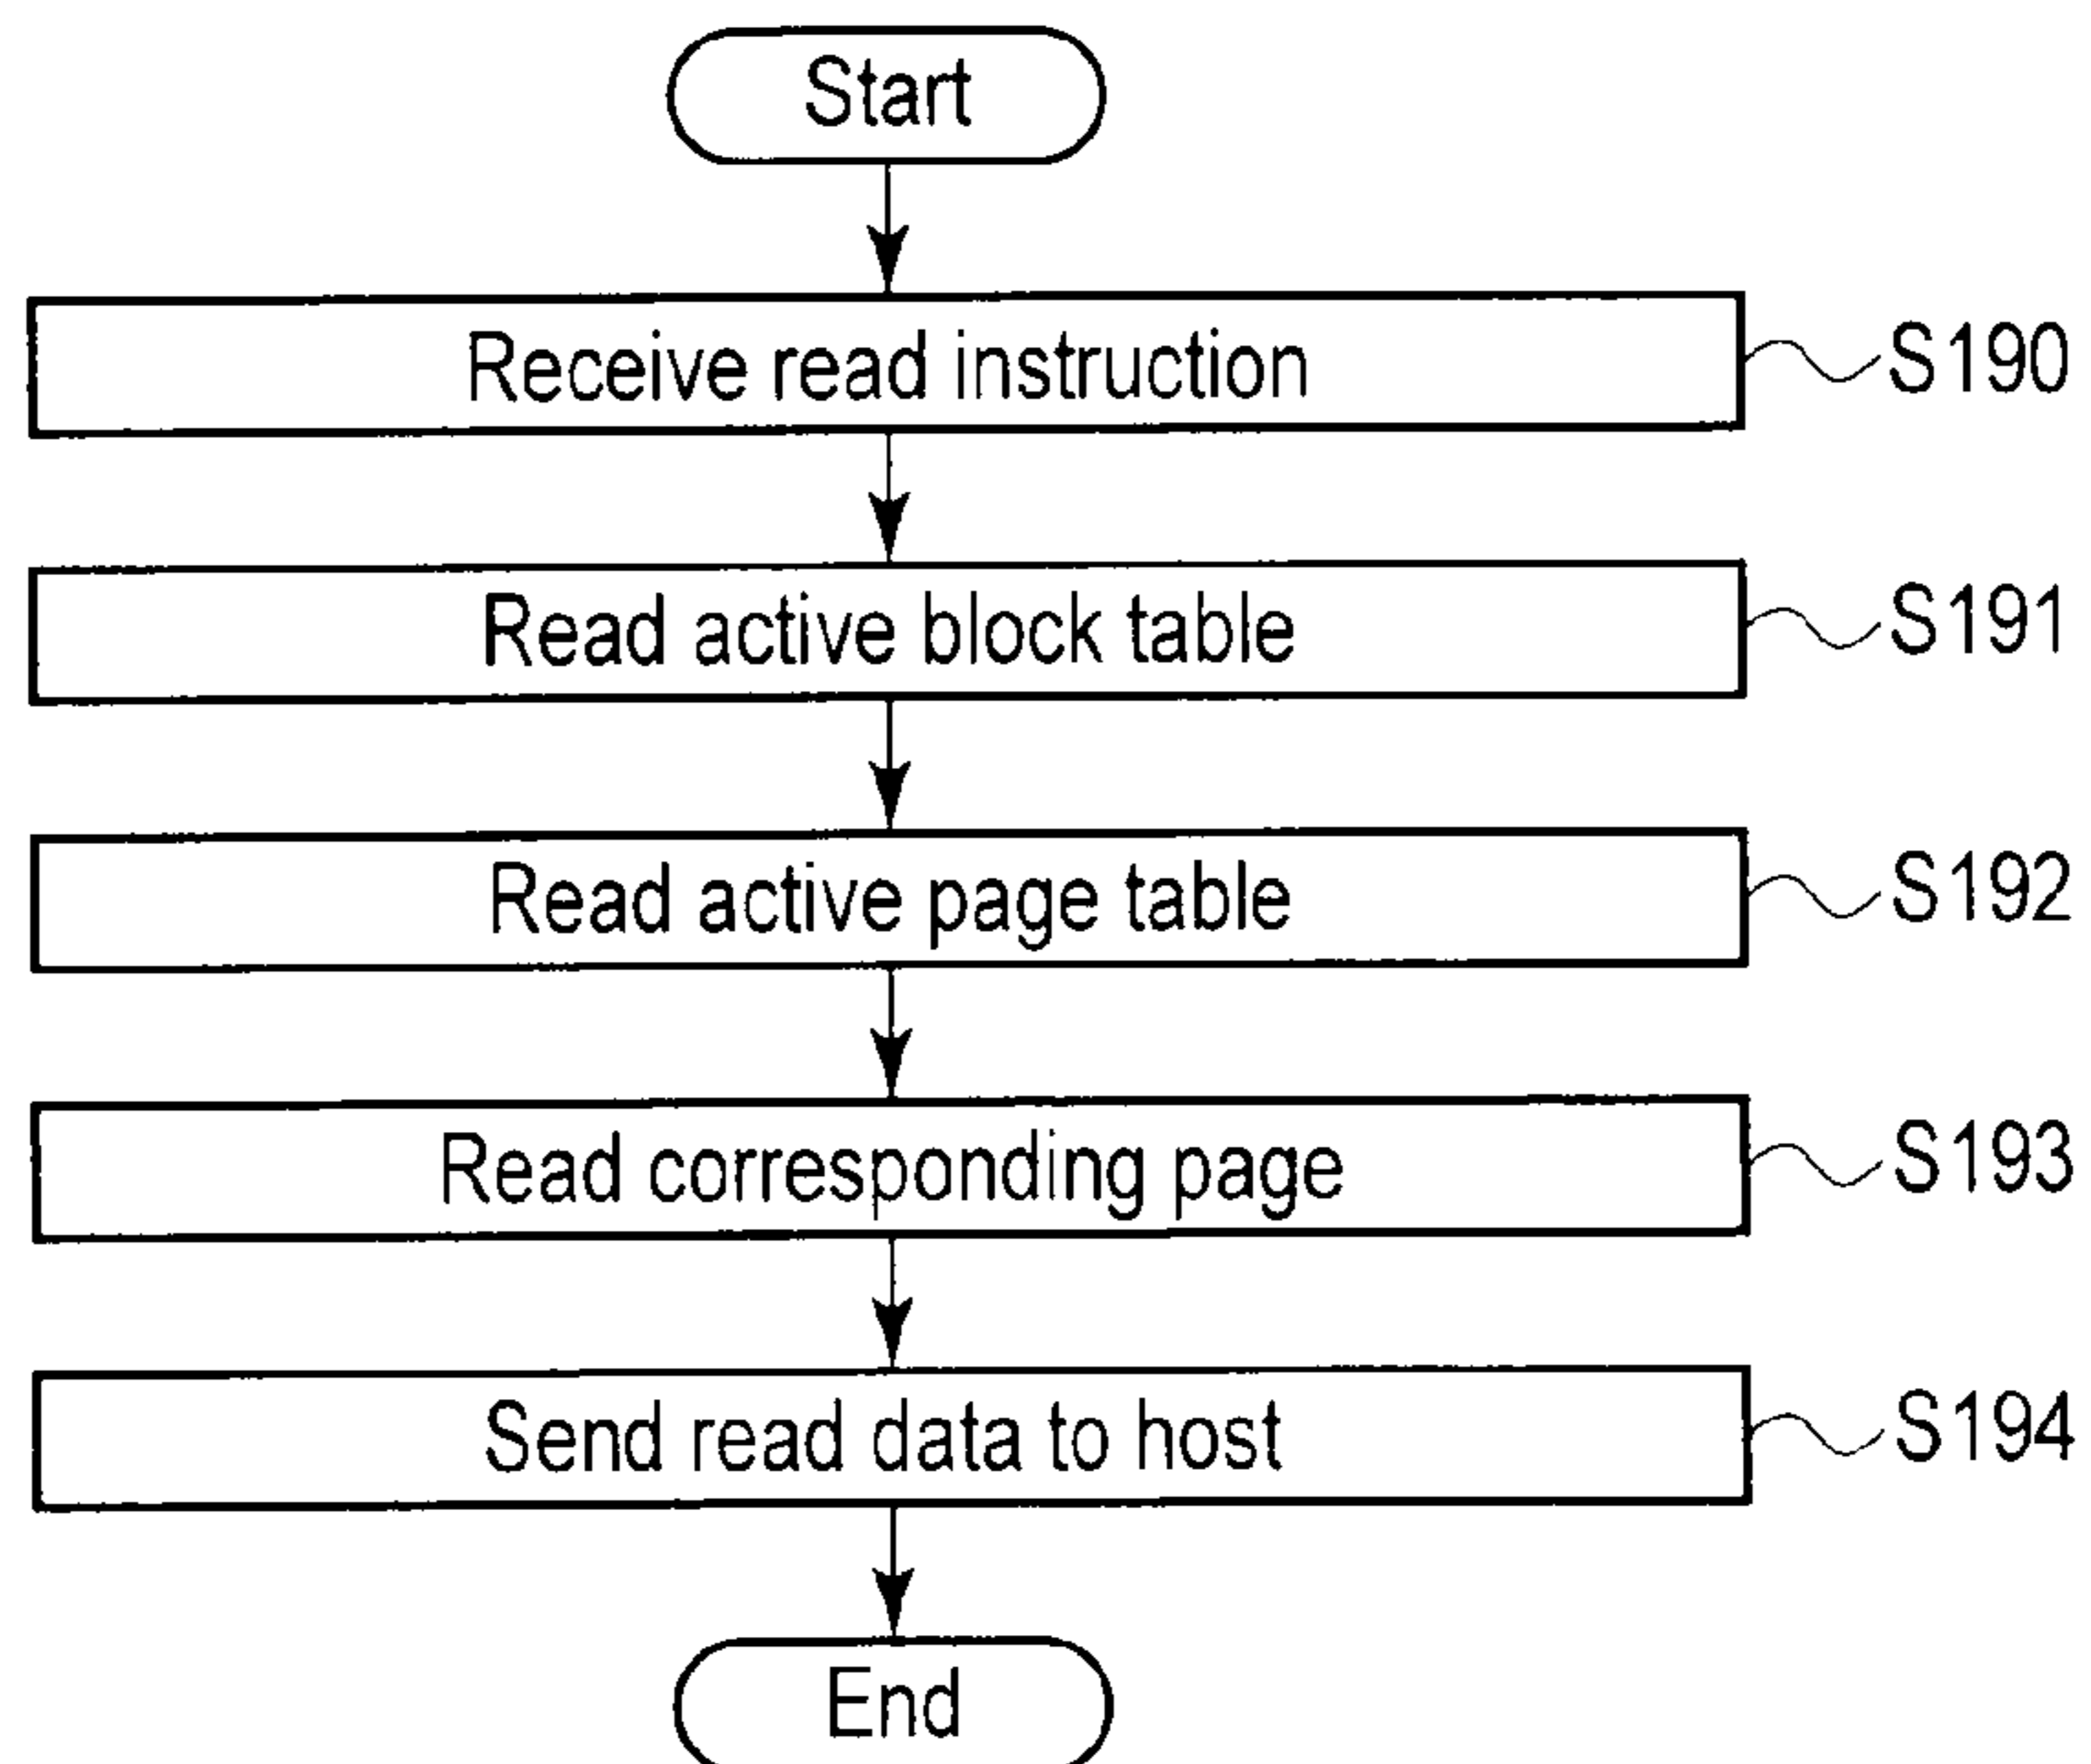 Start
Receive read instruction S190
Read active block table S191
Read active page table S192
Read corresponding page S193
Send read data to host S194
End